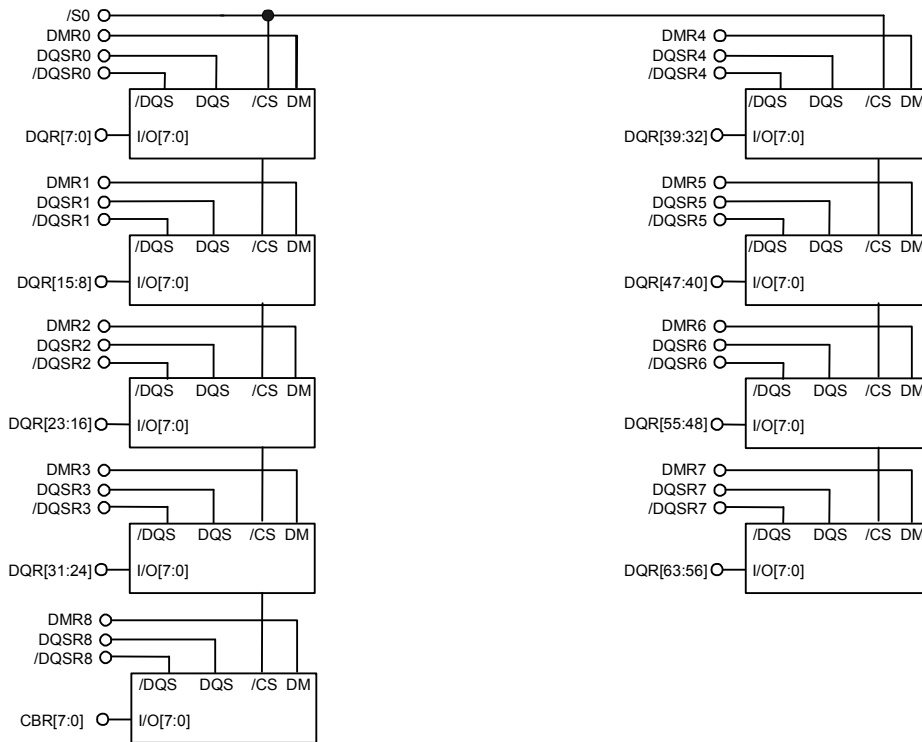 /S0
DMR0
DQSR0
/DQSR0
/DQS DQS /CS DM
DQR[7:0] I/O[7:0]
DMR1
DQSR1
/DQSR1
/DQS DQS /CS DM
DQR[15:8] I/O[7:0]
DMR2
DQSR2
/DQSR2
/DQS DQS /CS DM
DQR[23:16] I/O[7:0]
DMR3
DQSR3
/DQSR3
/DQS DQS /CS DM
DQR[31:24] I/O[7:0]
DMR8
DQSR8
/DQSR8
/DQS DQS /CS DM
CBR[7:0] I/O[7:0]
DMR4
DQSR4
/DQSR4
/DQS DQS /CS DM
DQR[39:32] I/O[7:0]
DMR5
DQSR5
/DQSR5
/DQS DQS /CS DM
DQR[47:40] I/O[7:0]
DMR6
DQSR6
/DQSR6
/DQS DQS /CS DM
DQR[55:48] I/O[7:0]
DMR7
DQSR7
/DQSR7
/DQS DQS /CS DM
DQR[63:56] I/O[7:0]